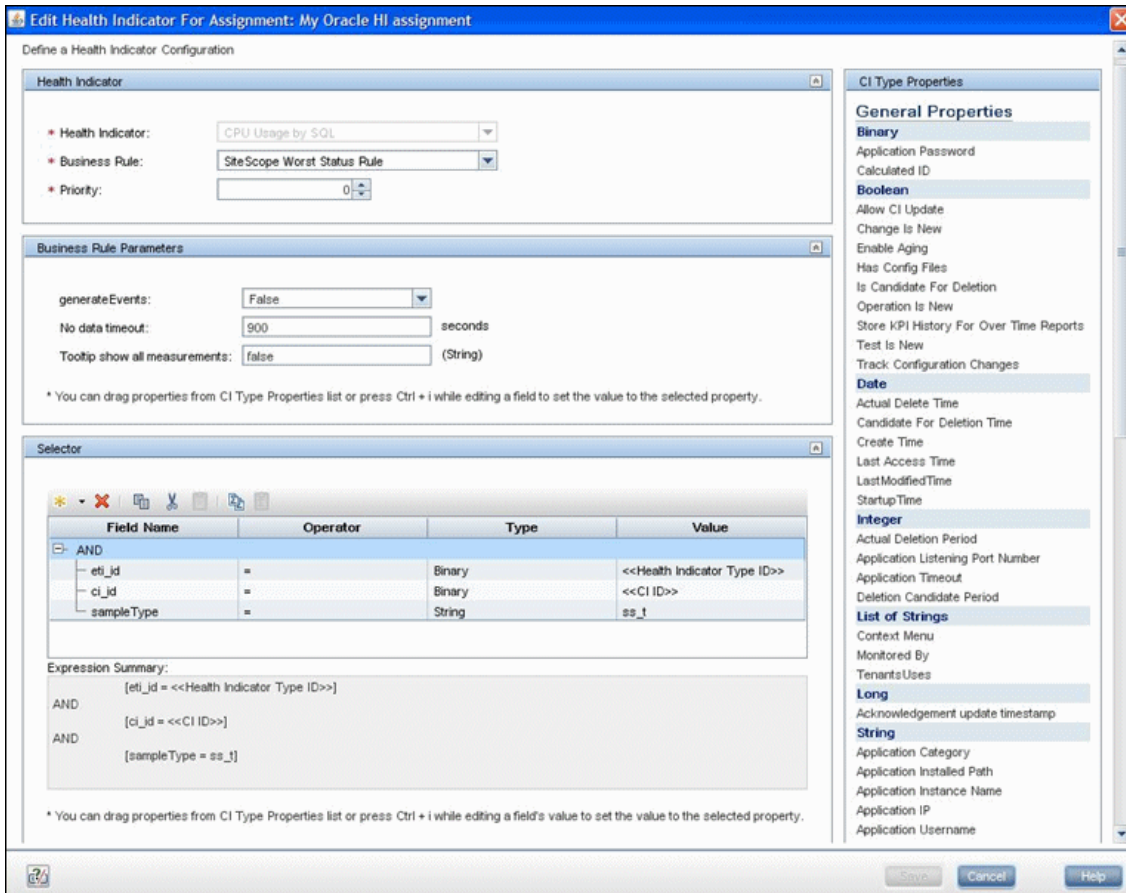 Edit Health Indicator For Assignment: My Oracle HI assignment
Define a Health Indicator Configuration
Health Indicator
* Health Indicator: CPU Usage by SQL
* Business Rule: SiteScope Worst Status Rule
* Priority: 0
Business Rule Parameters
generateEvents: False
No data timeout: 900 seconds
Tooltip show all measurements: false (String)
* You can drag properties from CI Type Properties list or press Ctrl + i while editing a field to set the value to the selected property.
Selector
Field Name Operator Type Value
AND
eti_id = Binary <<Health Indicator Type ID>>
ci_id = Binary <<CI ID>>
sampleType = String ss_t
Expression Summary:
[eti_id = <<Health Indicator Type ID>>]
AND
[ci_id = <<CI ID>>]
AND
[sampleType = ss_t]
* You can drag properties from CI Type Properties list or press Ctrl + i while editing a field's value to set the value to the selected property.
CI Type Properties
General Properties
Binary
Application Password
Calculated ID
Boolean
Allow CI Update
Change Is New
Enable Aging
Has Config Files
Is Candidate For Deletion
Operation Is New
Store KPI History For Over Time Reports
Test Is New
Track Configuration Changes
Date
Actual Delete Time
Candidate For Deletion Time
Create Time
Last Access Time
LastModifiedTime
StartupTime
Integer
Actual Deletion Period
Application Listening Port Number
Application Timeout
Deletion Candidate Period
List of Strings
Context Menu
Monitored By
TenantsUses
Long
Acknowledgement update timestamp
String
Application Category
Application Installed Path
Application Instance Name
Application IP
Application Username
Save Cancel Help